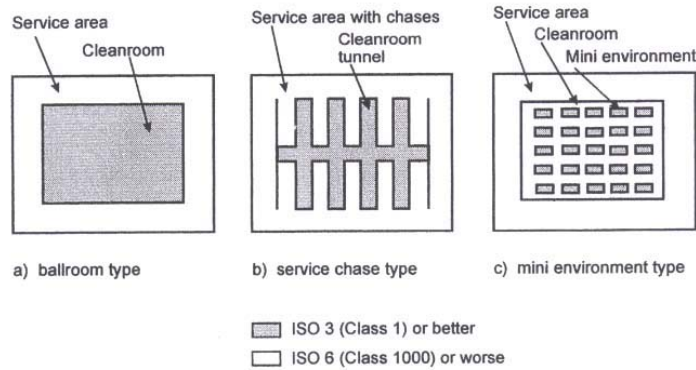 Service area
Cleanroom
a) ballroom type
Service area with chases
Cleanroom
tunnel
b) service chase type
Service area
Cleanroom
Mini environment
c) mini environment type
ISO 3 (Class 1) or better
ISO 6 (Class 1000) or worse